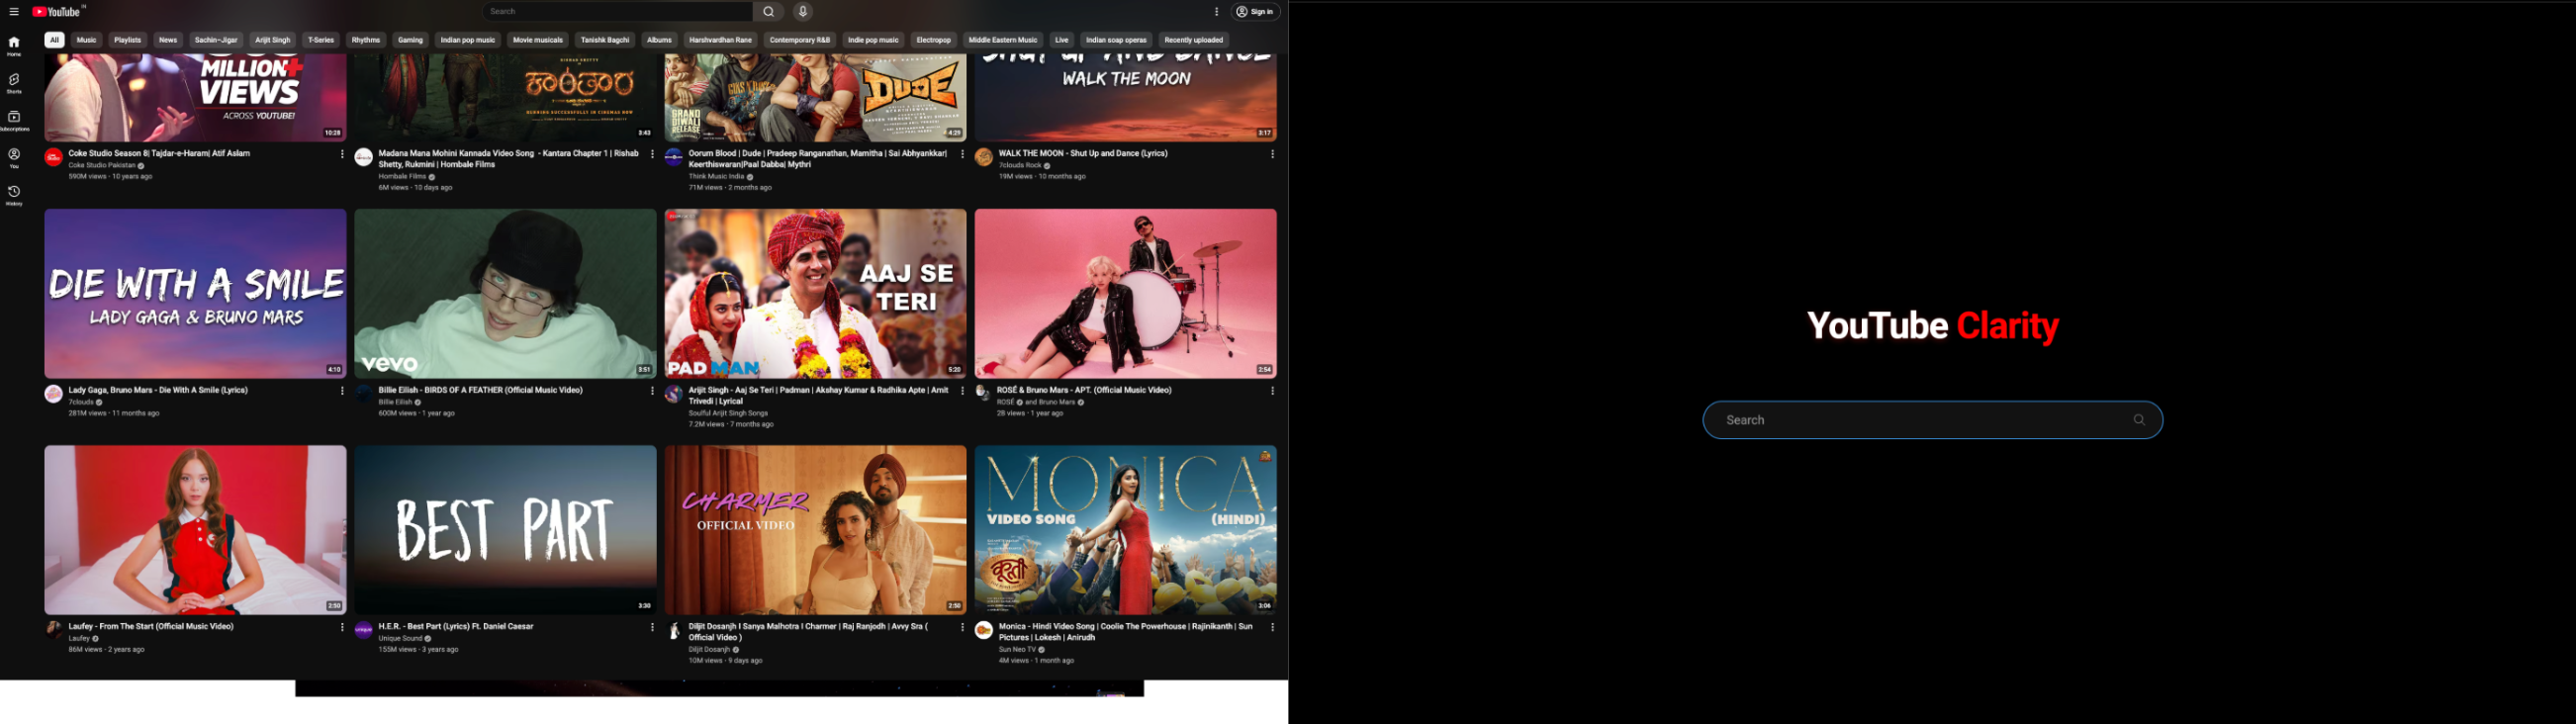 YouTube IN
Search
Sign in
Home
Shorts
Subscriptions
You
History
All Music Playlists News Sachin-Jigar Arijit Singh T-Series Rhythms Gaming Indian pop music Movie musicals Tanishk Bagchi Albums Harshvardhan Rane Contemporary R&B Indie pop music Electropop Middle Eastern Music Live Indian soap operas Recently uploaded
MILLION+
VIEWS
ACROSS YOUTUBE!
10:28
ಕಾಂತಾರ
RUNNING SUCCESSFULLY IN CINEMAS NOW
3:43
GRAND
DIWALI
RELEASE
DUDE
4:29
SHUT UP AND DANCE
WALK THE MOON
3:17
Coke Studio Season 8| Tajdar-e-Haram| Atif Aslam
Coke Studio Pakistan
590M views · 10 years ago
Madana Mana Mohini Kannada Video Song - Kantara Chapter 1 | Rishab
Shetty, Rukmini | Hombale Films
Hombale Films
6M views · 10 days ago
Oorum Blood | Dude | Pradeep Ranganathan, Mamitha | Sai Abhyankkar|
Keerthiswaran|Paal Dabba| Mythri
Think Music India
71M views · 2 months ago
WALK THE MOON - Shut Up and Dance (Lyrics)
7clouds Rock
19M views · 10 months ago
DIE WITH A SMILE
LADY GAGA & BRUNO MARS
4:10
vevo
3:51
AAJ SE
TERI
PAD MAN
5:20
2:54
Lady Gaga, Bruno Mars - Die With A Smile (Lyrics)
7clouds
281M views · 11 months ago
Billie Eilish - BIRDS OF A FEATHER (Official Music Video)
Billie Eilish
600M views · 1 year ago
Arijit Singh - Aaj Se Teri | Padman | Akshay Kumar & Radhika Apte | Amit
Trivedi | Lyrical
Soulful Arijit Singh Songs
7.2M views · 7 months ago
ROSÉ & Bruno Mars - APT. (Official Music Video)
ROSÉ and Bruno Mars
2B views · 1 year ago
2:50
BEST PART
3:30
CHARMER
OFFICIAL VIDEO
2:50
MONICA
VIDEO SONG (HINDI)
3:06
Laufey - From The Start (Official Music Video)
Laufey
86M views · 2 years ago
H.E.R. - Best Part (Lyrics) Ft. Daniel Caesar
Unique Sound
155M views · 3 years ago
Diljit Dosanjh I Sanya Malhotra I Charmer | Raj Ranjodh | Avvy Sra (
Official Video )
Diljit Dosanjh
10M views · 9 days ago
Monica - Hindi Video Song | Coolie The Powerhouse | Rajinikanth | Sun
Pictures | Lokesh | Anirudh
Sun Neo TV
4M views · 1 month ago
YouTube Clarity
Search